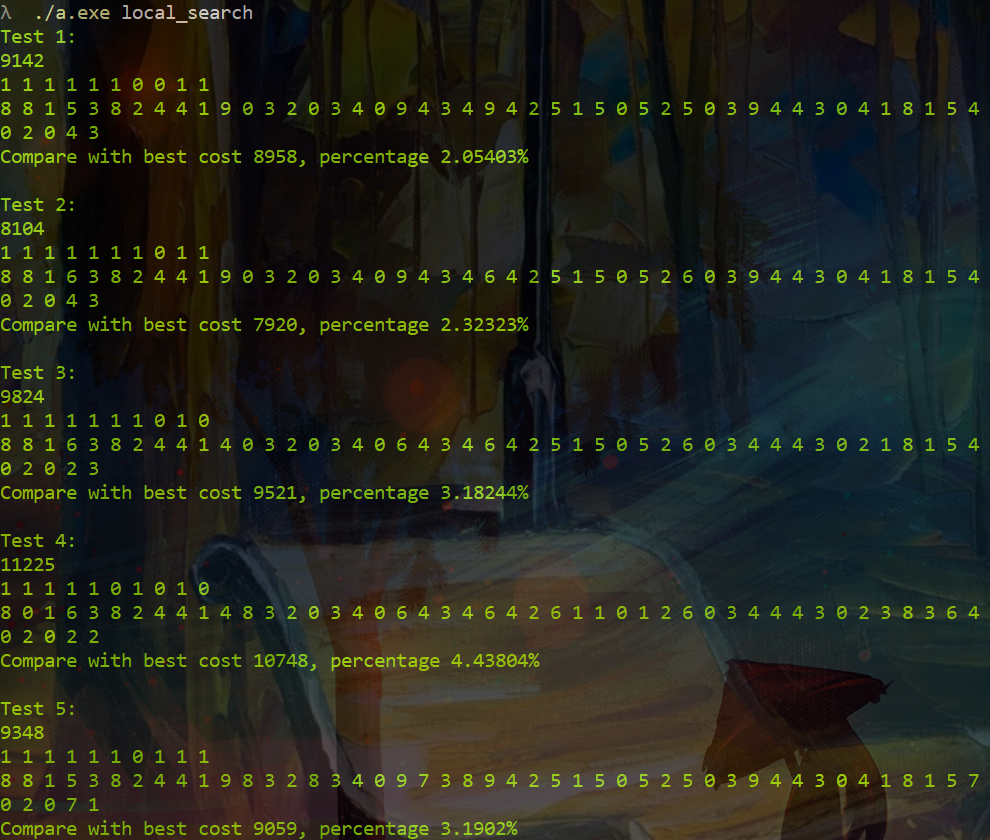 λ ./a.exe local_search
Test 1:
9142
1 1 1 1 1 1 0 0 1 1
8 8 1 5 3 8 2 4 4 1 9 0 3 2 0 3 4 0 9 4 3 4 9 4 2 5 1 5 0 5 2 5 0 3 9 4 4 3 0 4 1 8 1 5 4
0 2 0 4 3
Compare with best cost 8958, percentage 2.05403%
Test 2:
8104
1 1 1 1 1 1 1 0 1 1
8 8 1 6 3 8 2 4 4 1 9 0 3 2 0 3 4 0 9 4 3 4 6 4 2 5 1 5 0 5 2 6 0 3 9 4 4 3 0 4 1 8 1 5 4
0 2 0 4 3
Compare with best cost 7920, percentage 2.32323%
Test 3:
9824
1 1 1 1 1 1 1 0 1 0
8 8 1 6 3 8 2 4 4 1 4 0 3 2 0 3 4 0 6 4 3 4 6 4 2 5 1 5 0 5 2 6 0 3 4 4 4 3 0 2 1 8 1 5 4
0 2 0 2 3
Compare with best cost 9521, percentage 3.18244%
Test 4:
11225
1 1 1 1 1 0 1 0 1 0
8 0 1 6 3 8 2 4 4 1 4 8 3 2 0 3 4 0 6 4 3 4 6 4 2 6 1 1 0 1 2 6 0 3 4 4 4 3 0 2 3 8 3 6 4
0 2 0 2 2
Compare with best cost 10748, percentage 4.43804%
Test 5:
9348
1 1 1 1 1 1 0 1 1 1
8 8 1 5 3 8 2 4 4 1 9 8 3 2 8 3 4 0 9 7 3 8 9 4 2 5 1 5 0 5 2 5 0 3 9 4 4 3 0 4 1 8 1 5 7
0 2 0 7 1
Compare with best cost 9059, percentage 3.1902%